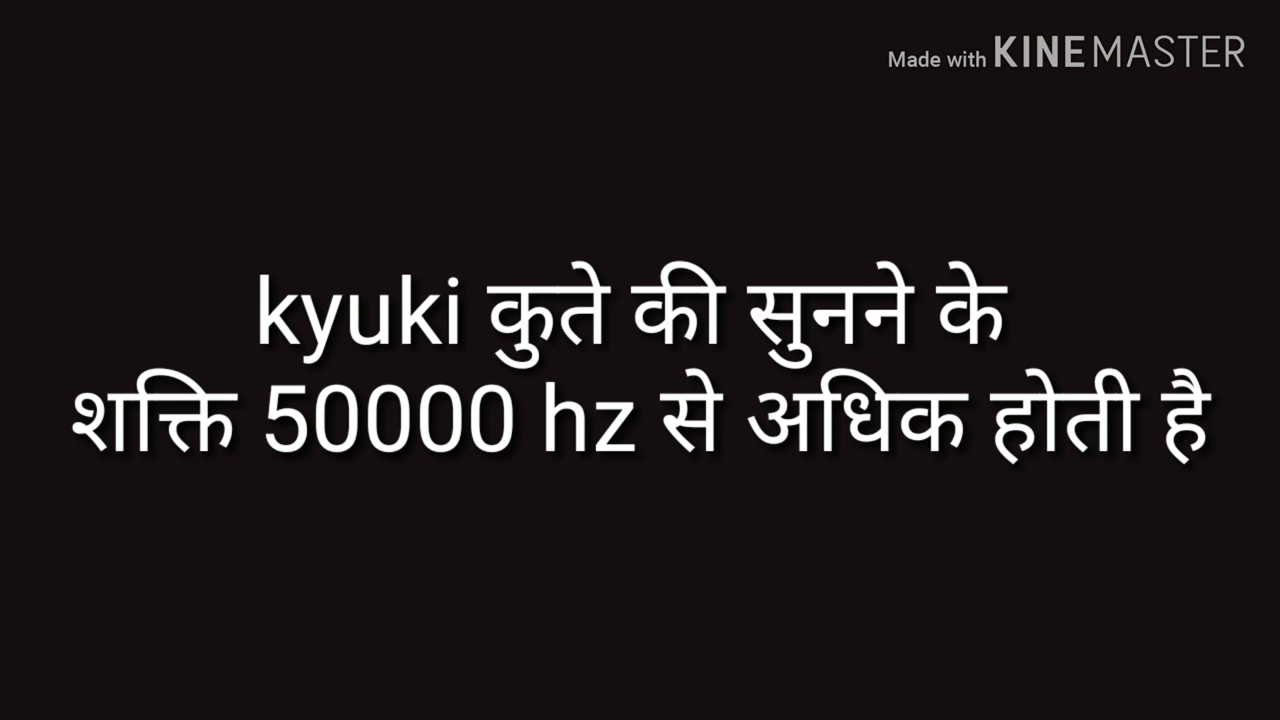 Made with KINEMASTER
kyuki कुते की सुनने के
शक्ति 50000 hz से अधिक होती है